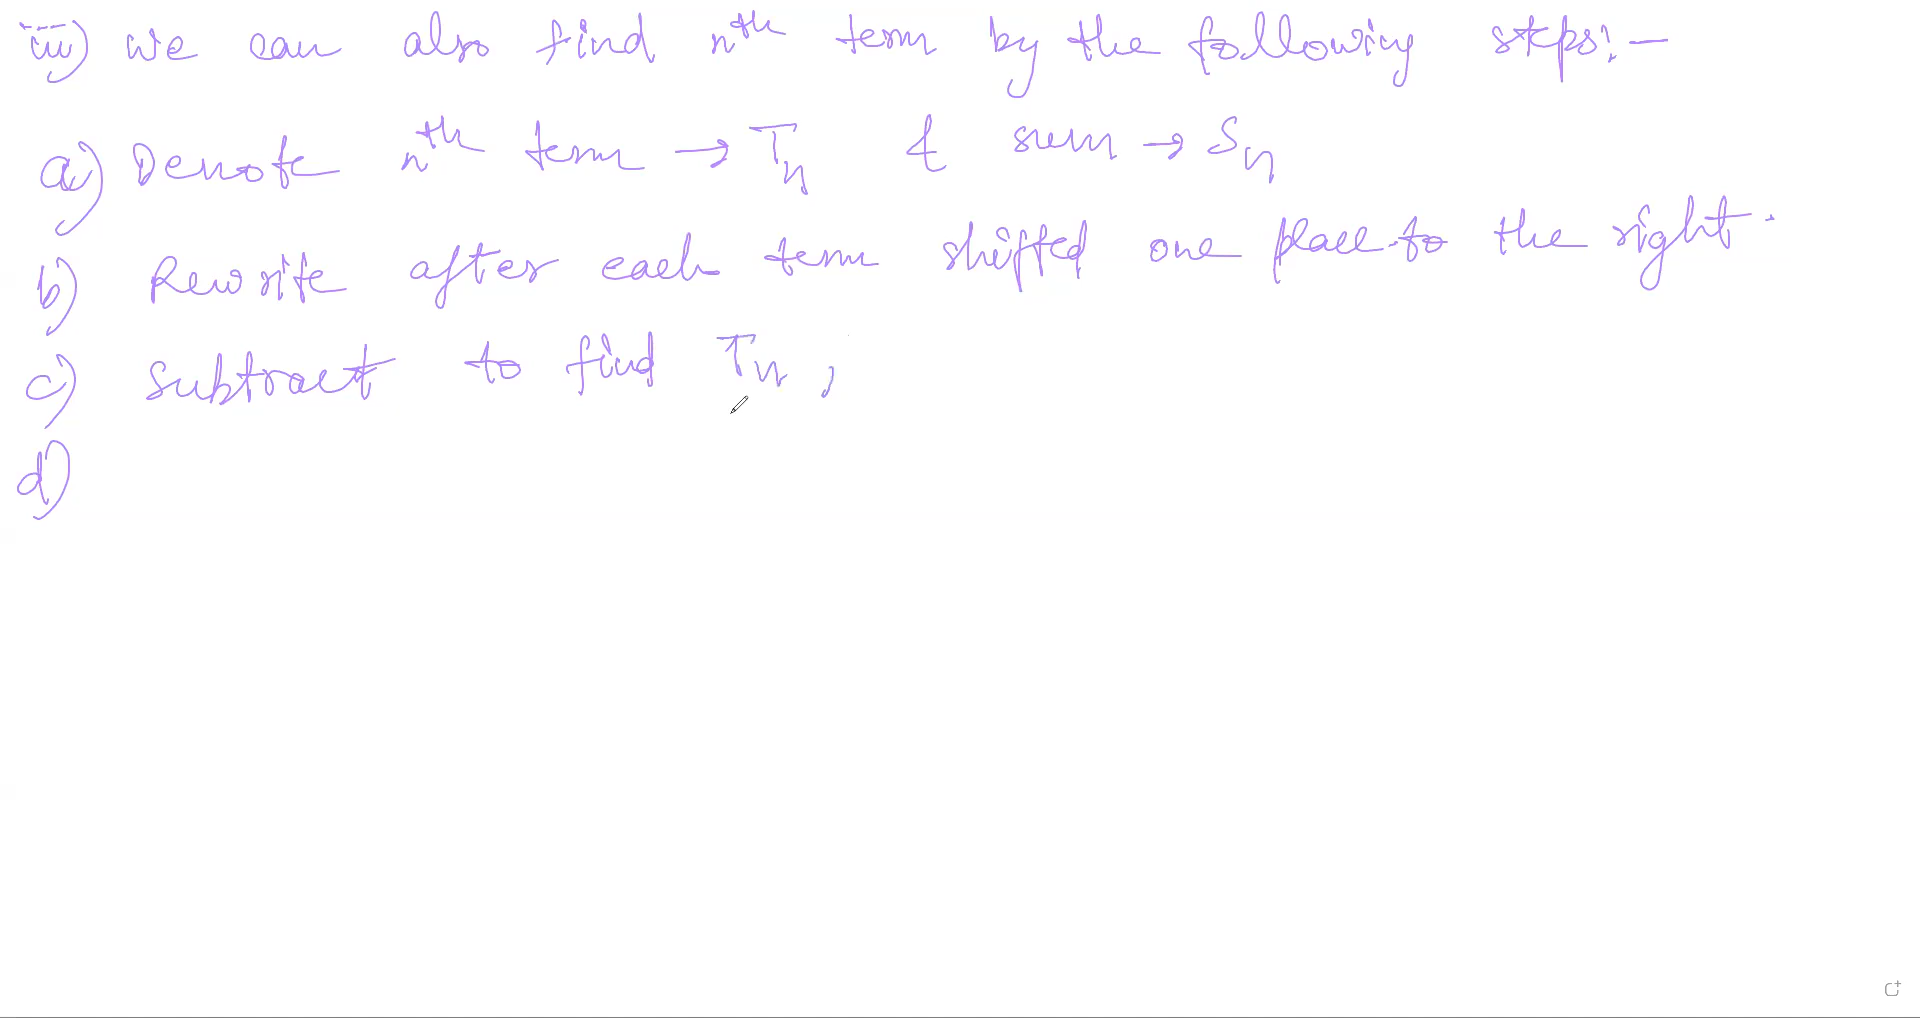 iii) we can also find nᵗʰ term by the following steps:-
a) Denote nᵗʰ term → Tₙ & sum → Sₙ
b) Rewrite after each term shifted one place to the right.
c) subtract to find Tₙ,
d)